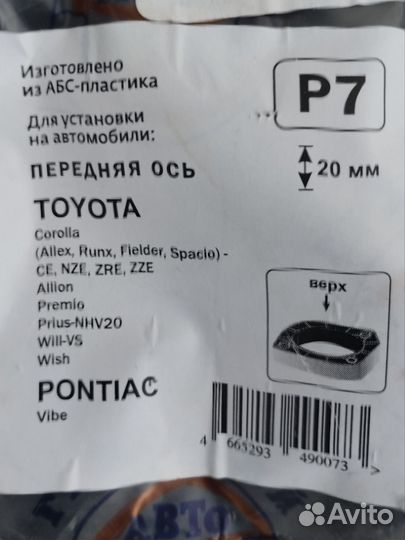 Изготовлено
из АБС-пластика
P7
Для установки
на автомобили:
ПЕРЕДНЯЯ ОСЬ
20 мм
TOYOTA
Corolla
(Allex, Runx, Fielder, Spacio) -
CE, NZE, ZRE, ZZE
Allion
Premio
Prius-NHV20
Will-VS
Wish
верх
PONTIAC
Vibe
4 665293 490073 >
АВТО
Avito